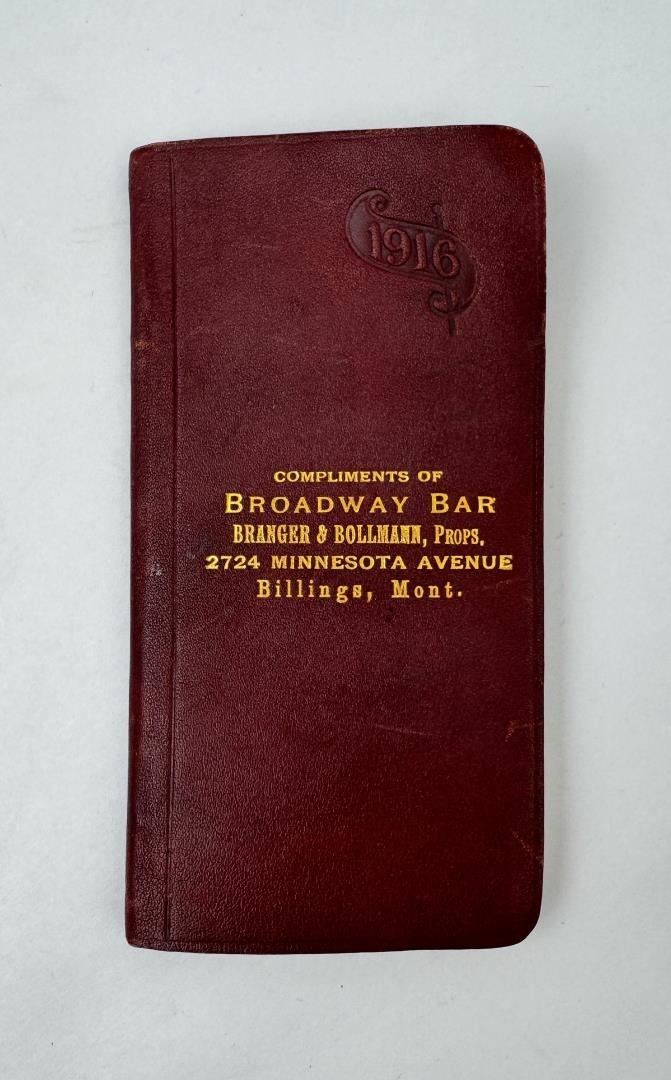 1916
COMPLIMENTS OF
BROADWAY BAR
BRANGER & BOLLMANN, PROPS.
2724 MINNESOTA AVENUE
Billings, Mont.